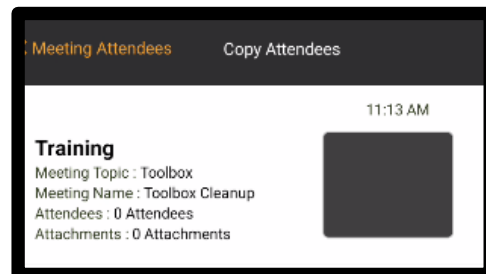 Meeting Attendees Copy Attendees
11:13 AM
Training
Meeting Topic : Toolbox
Meeting Name : Toolbox Cleanup
Attendees : 0 Attendees
Attachments : 0 Attachments